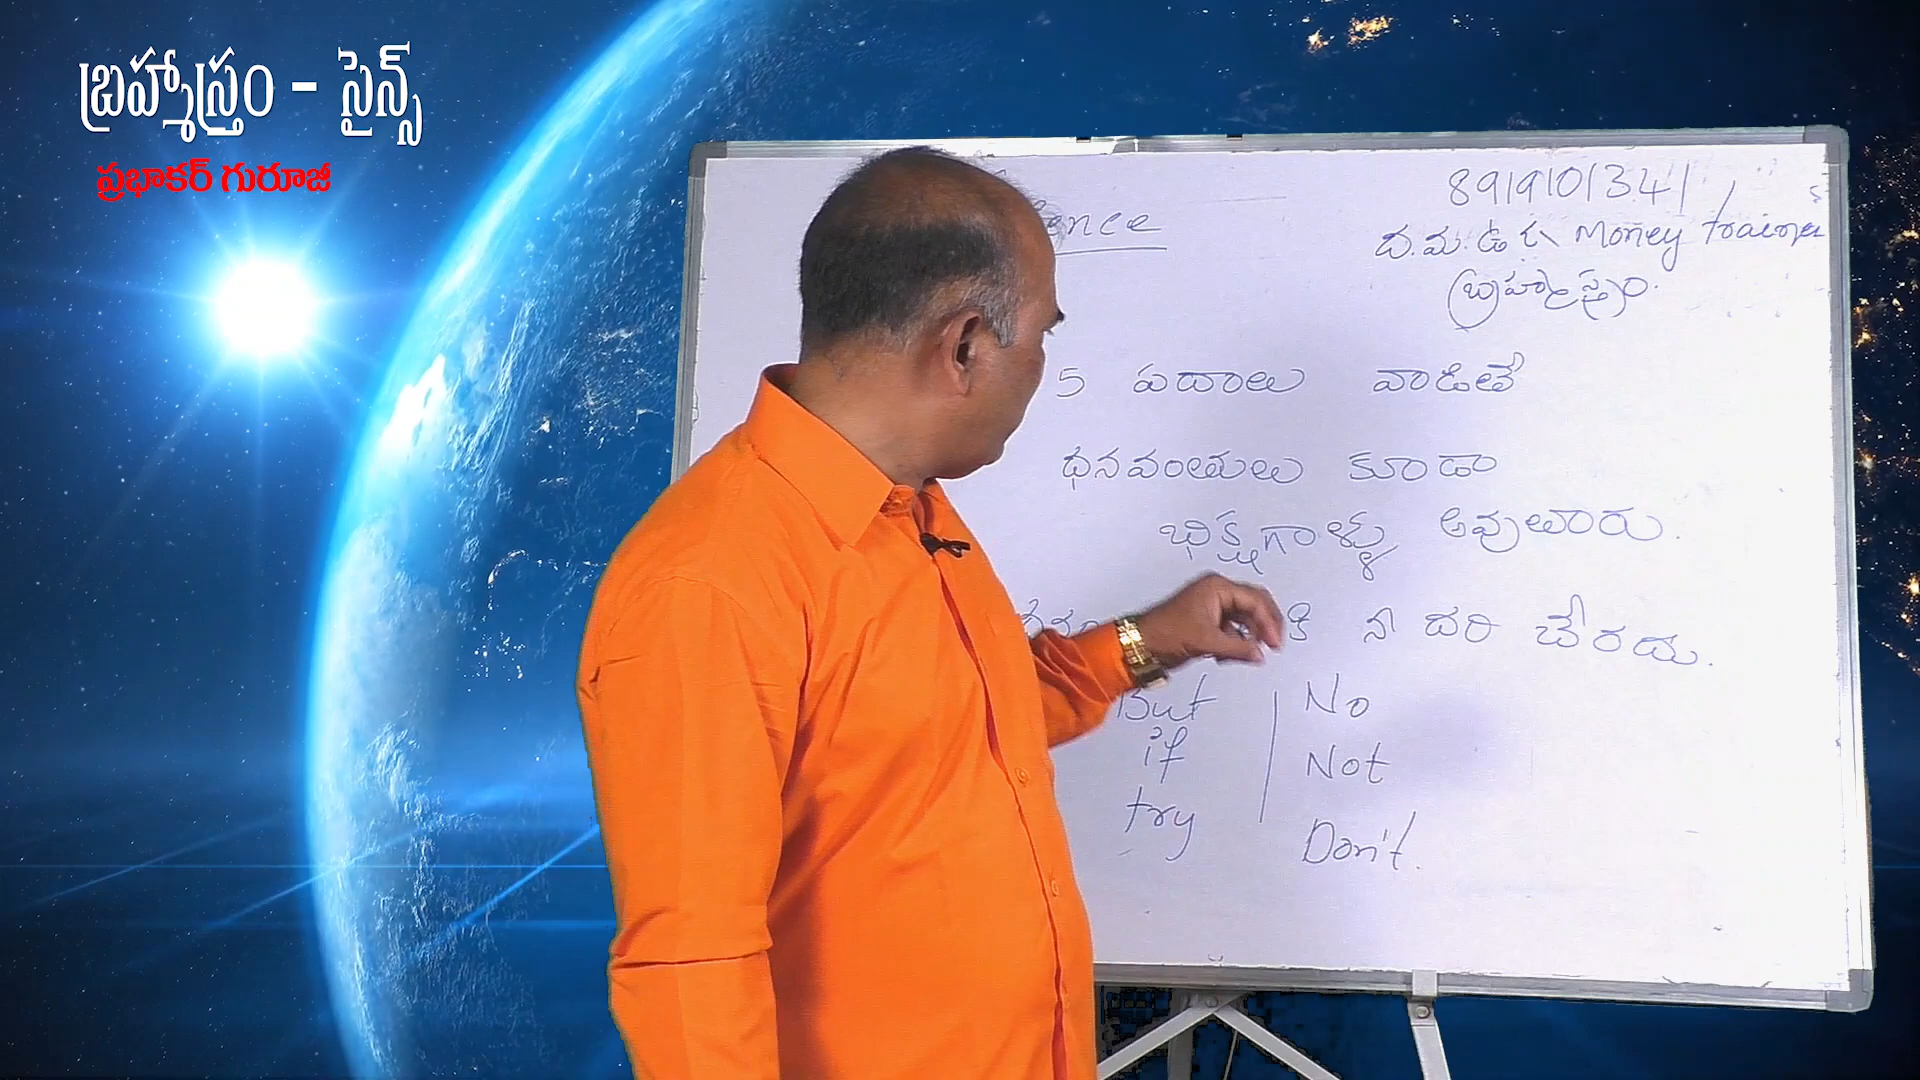 బ్రహ్మాస్త్రం - సైన్స్
ప్రభాకర్ గురూజీ
8919101341
ద.మ.ఉ.
Money trainer
బ్రహ్మాస్త్రం.
5 పదాలు వాడితే
ధనవంతులు కూడా
భిక్షగాళ్ళు అవుతారు.
దరి చేరదు.
But | No
if | Not
try | Don't.